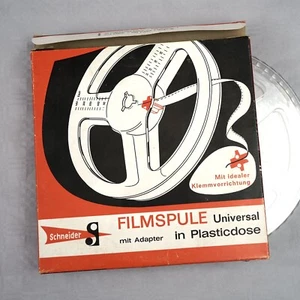 Mit idealer
Klemmvorrichtung
Schneider
FILMSPULE Universal
mit Adapter in Plasticdose